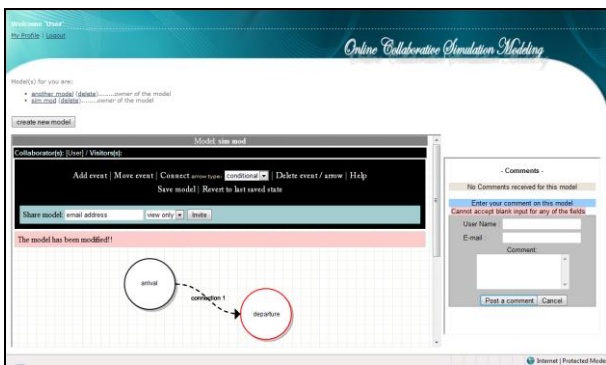 Welcome "User"
My Profile | Logout
Online Collaborative Simulation Modeling
Model(s) for you are:
another model (delete)........owner of the model
sim mod (delete)........owner of the model
create new model
Model: sim mod
Collaborator(s): [User] / Visitors(s):
Add event | Move event | Connect arrow type: conditional | Delete event / arrow | Help
Save model | Revert to last saved state
Share model: email address view only Invite
The model has been modified!!
arrival
connection 1
departure
- Comments -
No Comments received for this model
Enter your comment on this model
Cannot accept blank input for any of the fields
User Name :
E-mail :
Comment:
Post a comment Cancel
Internet | Protected Mode